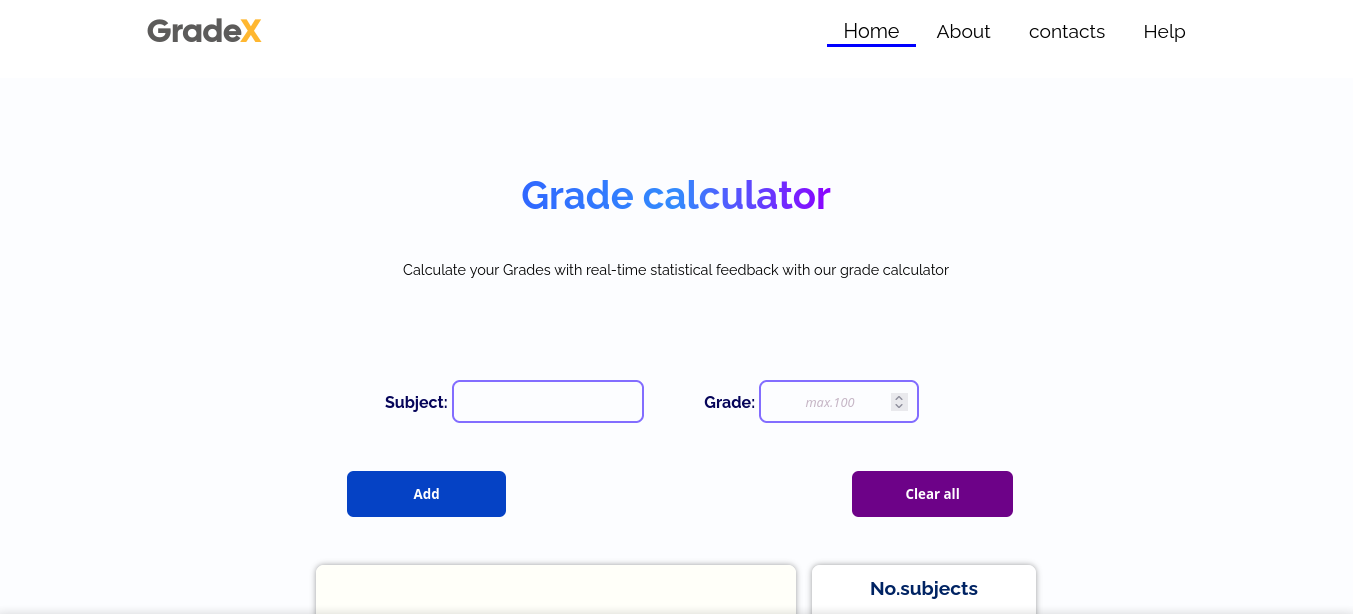 GradeX
Home About contacts Help
Grade calculator
Calculate your Grades with real-time statistical feedback with our grade calculator
Subject: Grade: max.100
Add Clear all
No.subjects